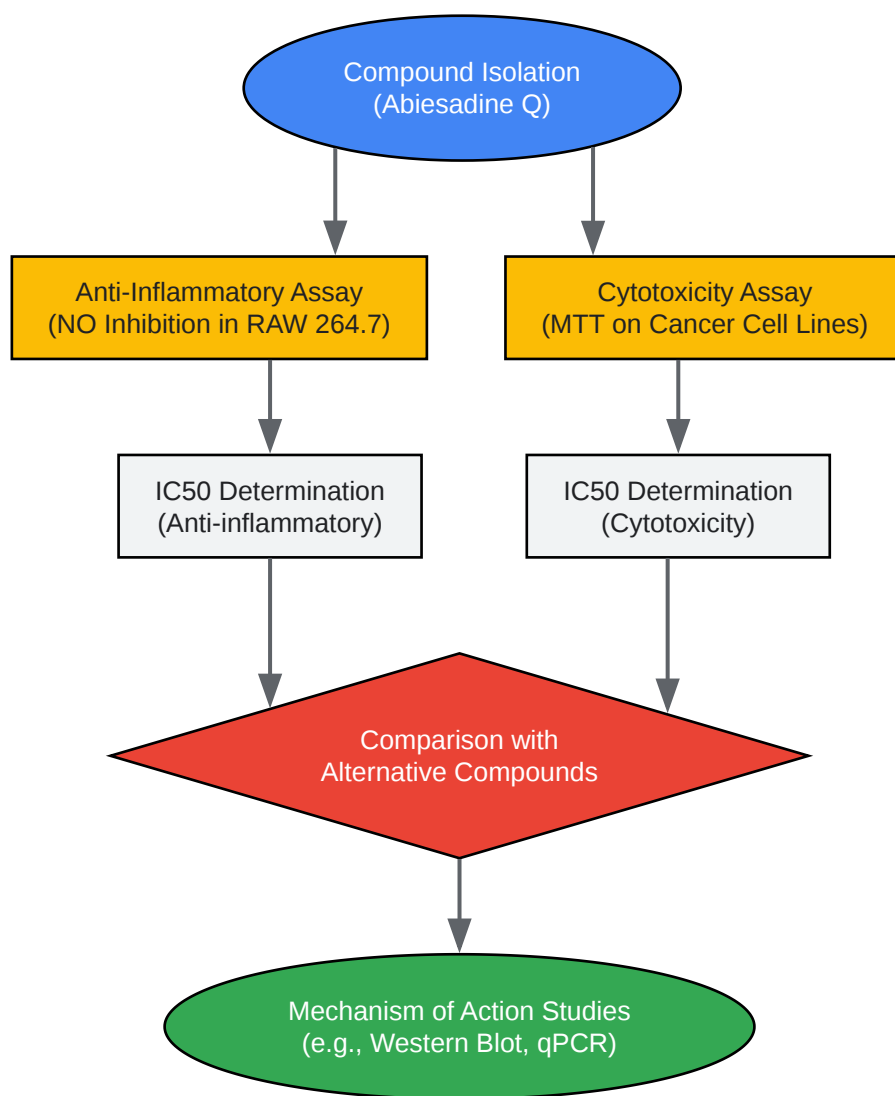 Compound Isolation
(Abiesadine Q)
Anti-Inflammatory Assay
(NO Inhibition in RAW 264.7)
Cytotoxicity Assay
(MTT on Cancer Cell Lines)
IC50 Determination
(Anti-inflammatory)
IC50 Determination
(Cytotoxicity)
Comparison with
Alternative Compounds
Mechanism of Action Studies
(e.g., Western Blot, qPCR)